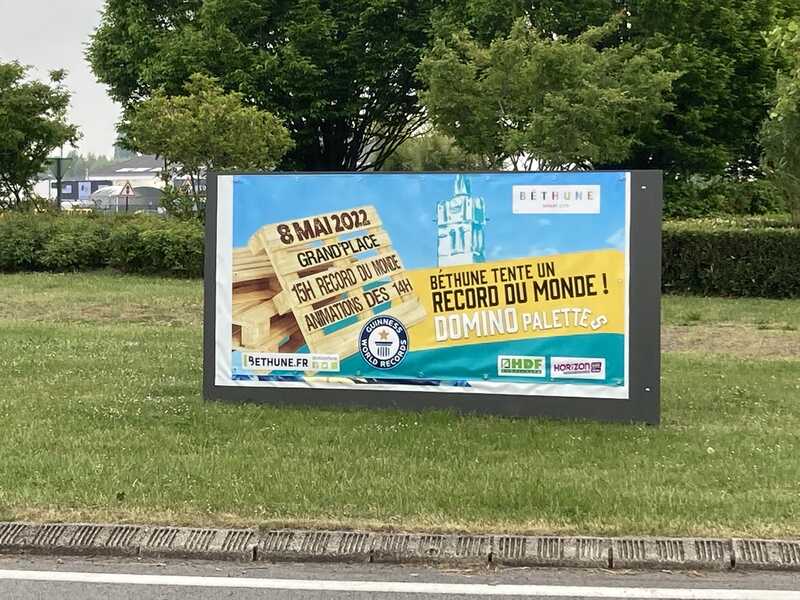 8 MAI 2022
GRAND'PLACE
15H RECORD DU MONDE
ANIMATIONS DES 14H
BÉTHUNE
BÉTHUNE TENTE UN
RECORD DU MONDE !
DOMINO PALETTES
GUINNESS
WORLD RECORDS
BETHUNE.FR
HDF
HORIZON